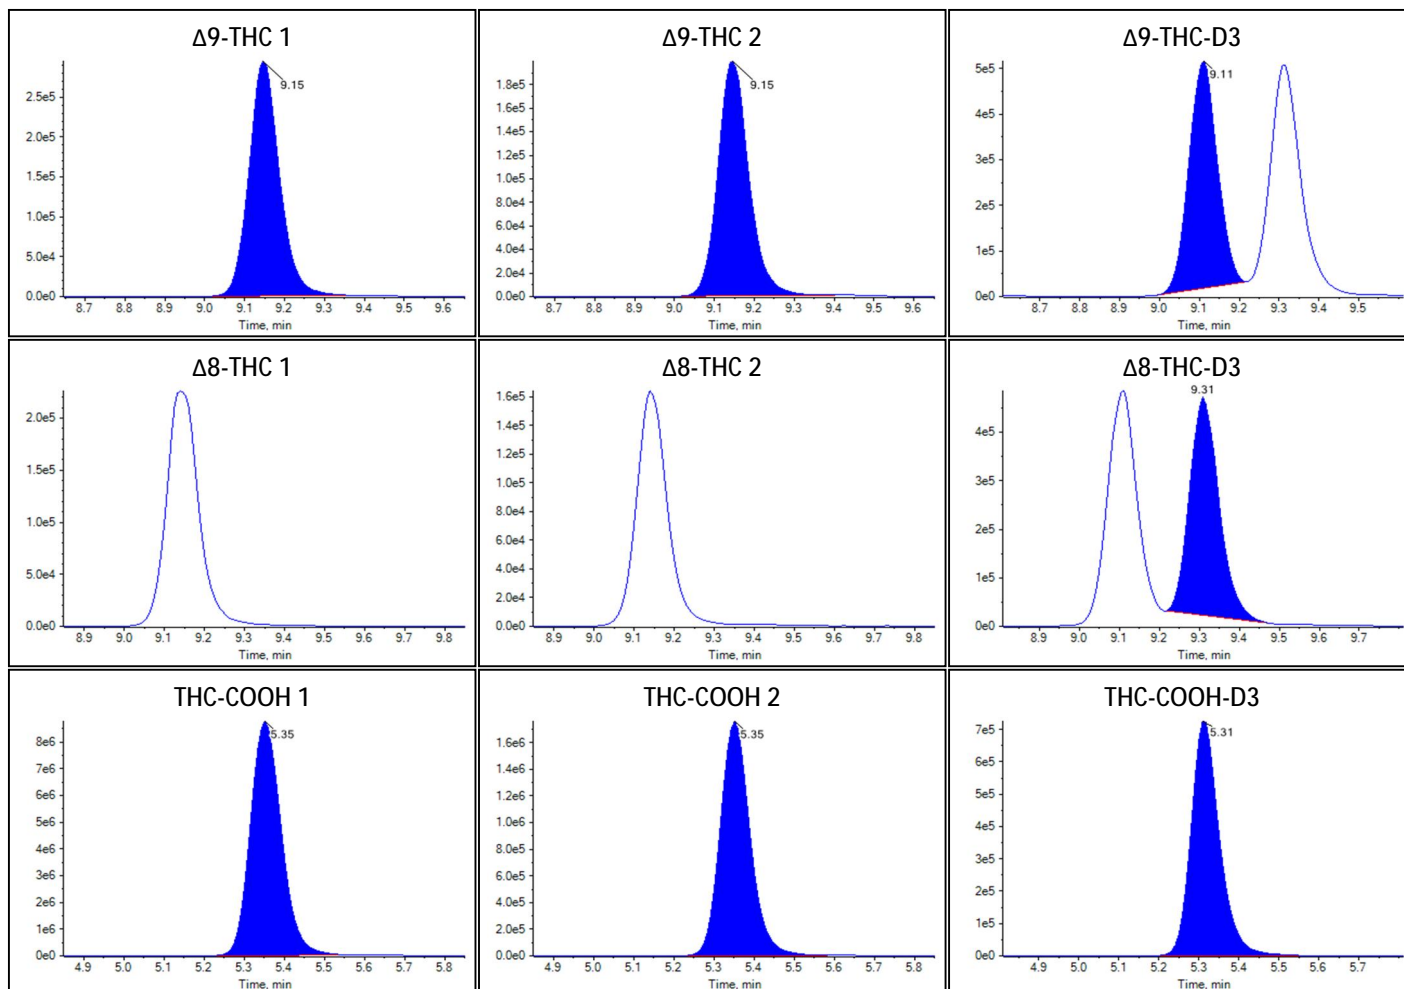 Δ9-THC 1
9.15
2.5e5
2.0e5
1.5e5
1.0e5
5.0e4
0.0e0
8.7 8.8 8.9 9.0 9.1 9.2 9.3 9.4 9.5 9.6
Time, min
Δ9-THC 2
9.15
1.8e5
1.6e5
1.4e5
1.2e5
1.0e5
8.0e4
6.0e4
4.0e4
2.0e4
0.0e0
8.7 8.8 8.9 9.0 9.1 9.2 9.3 9.4 9.5 9.6
Time, min
Δ9-THC-D3
9.11
5e5
4e5
3e5
2e5
1e5
0e0
8.7 8.8 8.9 9.0 9.1 9.2 9.3 9.4 9.5
Time, min
Δ8-THC 1
2.0e5
1.5e5
1.0e5
5.0e4
0.0e0
8.9 9.0 9.1 9.2 9.3 9.4 9.5 9.6 9.7 9.8
Time, min
Δ8-THC 2
1.6e5
1.4e5
1.2e5
1.0e5
8.0e4
6.0e4
4.0e4
2.0e4
0.0e0
8.9 9.0 9.1 9.2 9.3 9.4 9.5 9.6 9.7 9.8
Time, min
Δ8-THC-D3
9.31
4e5
3e5
2e5
1e5
0e0
8.9 9.0 9.1 9.2 9.3 9.4 9.5 9.6 9.7
Time, min
THC-COOH 1
5.35
8e6
7e6
6e6
5e6
4e6
3e6
2e6
1e6
0e0
4.9 5.0 5.1 5.2 5.3 5.4 5.5 5.6 5.7 5.8
Time, min
THC-COOH 2
5.35
1.6e6
1.4e6
1.2e6
1.0e6
8.0e5
6.0e5
4.0e5
2.0e5
0.0e0
4.9 5.0 5.1 5.2 5.3 5.4 5.5 5.6 5.7 5.8
Time, min
THC-COOH-D3
5.31
7e5
6e5
5e5
4e5
3e5
2e5
1e5
0e0
4.9 5.0 5.1 5.2 5.3 5.4 5.5 5.6 5.7
Time, min